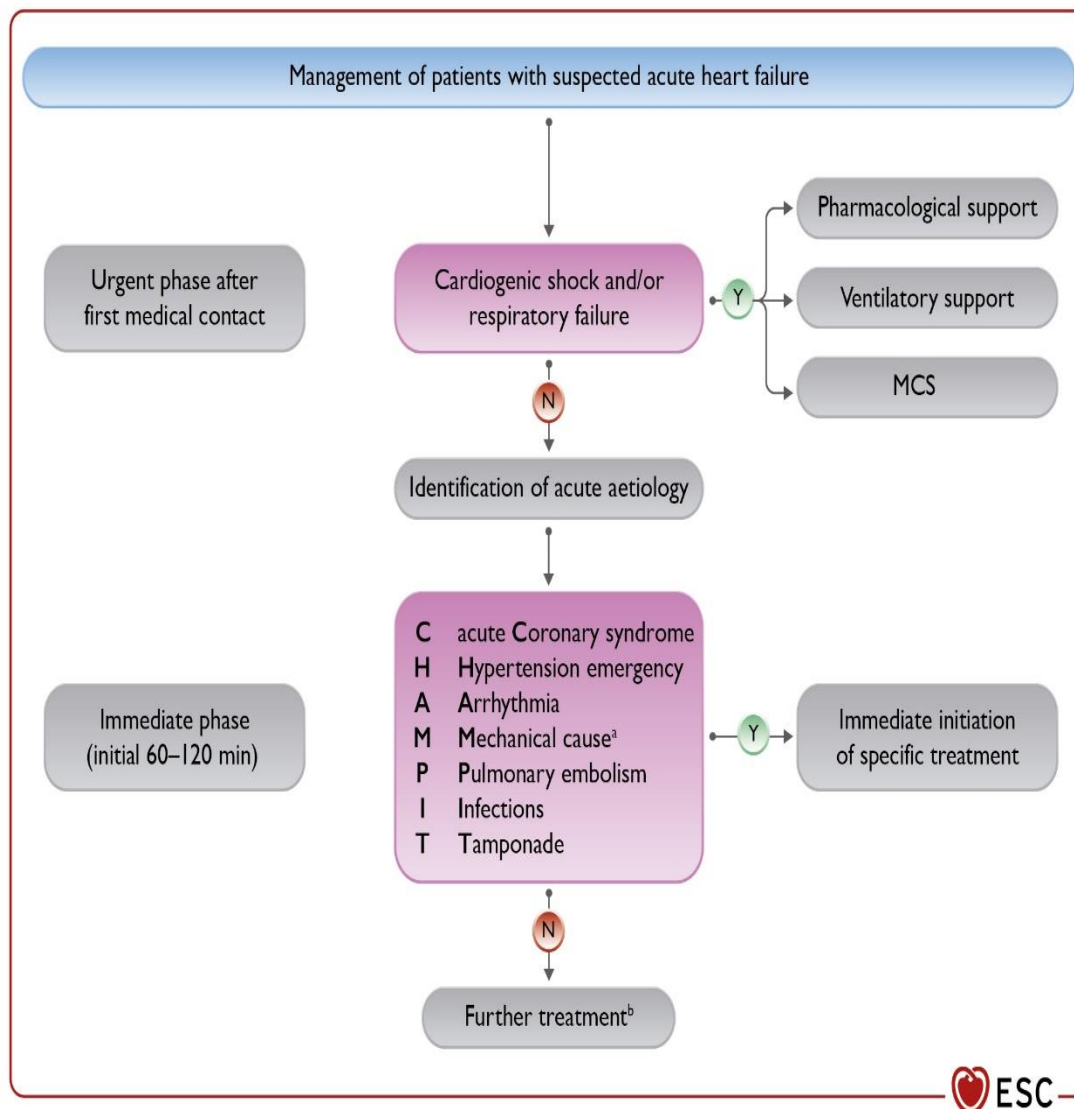 Management of patients with suspected acute heart failure
Pharmacological support
Urgent phase after
first medical contact
Cardiogenic shock and/or
respiratory failure
Y
Ventilatory support
MCS
N
Identification of acute aetiology
Immediate phase
(initial 60–120 min)
C acute Coronary syndrome
H Hypertension emergency
A Arrhythmia
M Mechanical causeᵃ
P Pulmonary embolism
I Infections
T Tamponade
Y
Immediate initiation
of specific treatment
N
Further treatmentᵇ
ESC